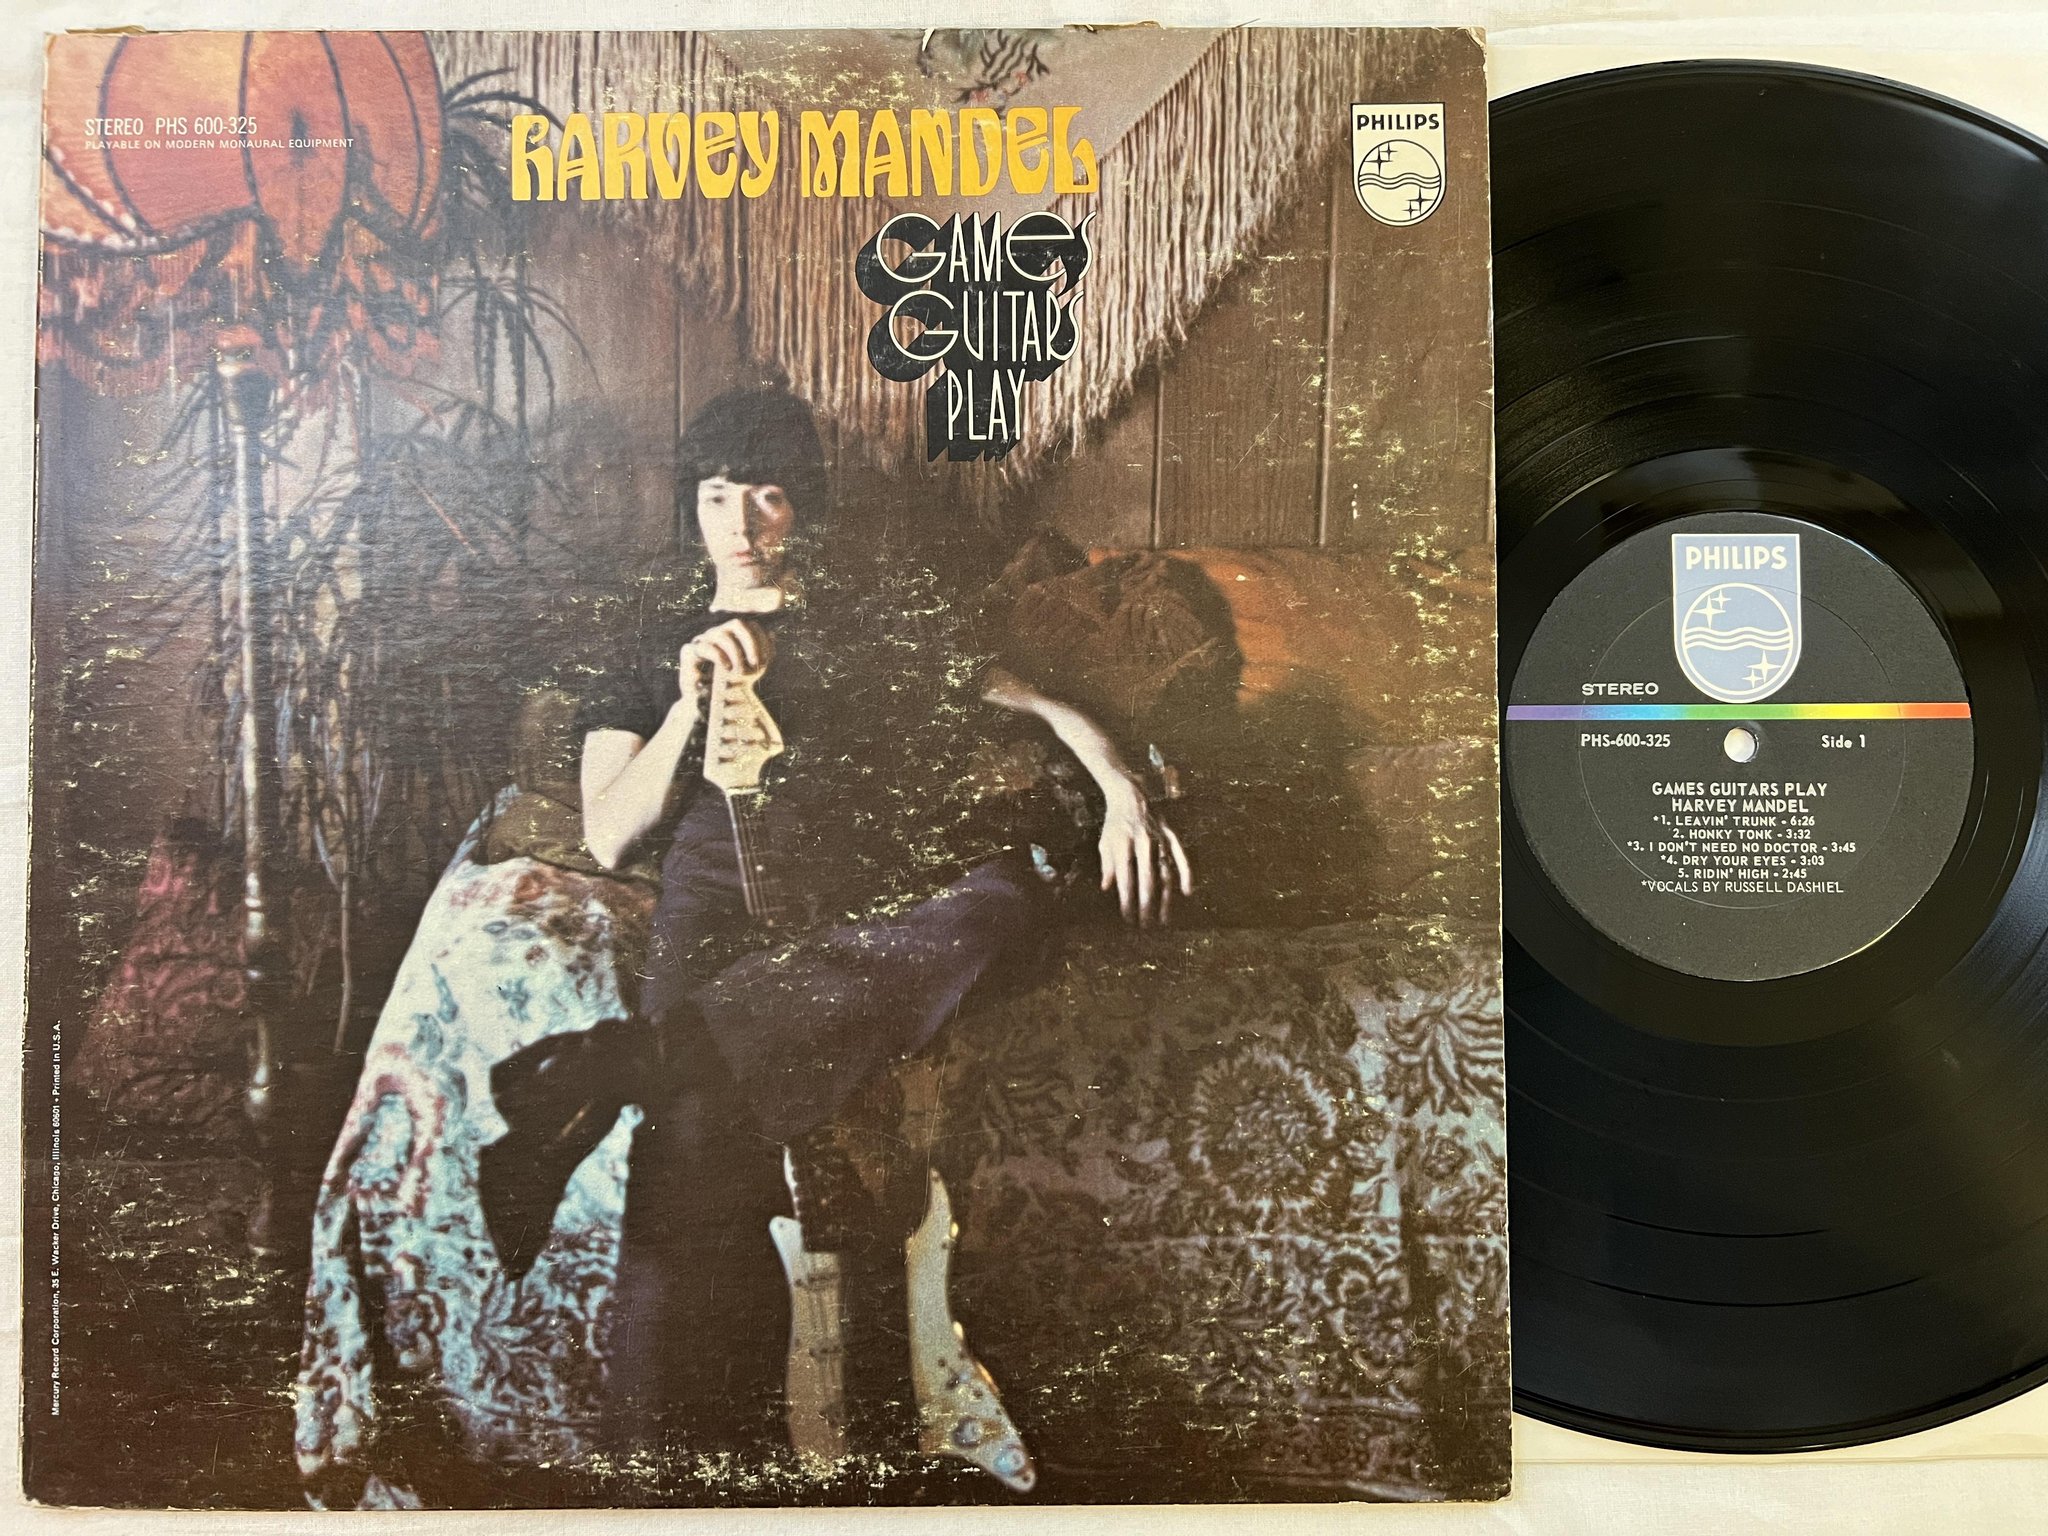 STEREO PHS 600-325
PLAYABLE ON MODERN MONAURAL EQUIPMENT
HARVEY MANDEL
GAMES
GUITARS
PLAY
PHILIPS
Mercury Record Corporation, 35 E. Wacker Drive, Chicago, Illinois 60601 • Printed in U.S.A.
PHILIPS
STEREO
PHS-600-325 Side 1
GAMES GUITARS PLAY
HARVEY MANDEL
*1. LEAVIN' TRUNK - 6:26
2. HONKY TONK - 3:32
*3. I DON'T NEED NO DOCTOR - 3:45
*4. DRY YOUR EYES - 3:03
5. RIDIN' HIGH - 2:45
*VOCALS BY RUSSELL DASHIEL